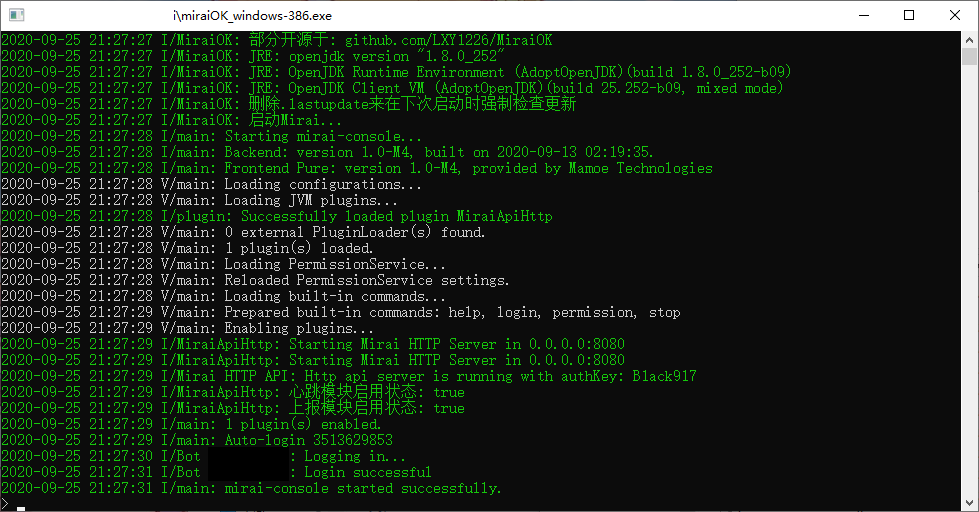 i\miraiOK_windows-386.exe
2020-09-25 21:27:27 I/MiraiOK: 部分开源于: github.com/LXY1226/MiraiOK
2020-09-25 21:27:27 I/MiraiOK: JRE: openjdk version "1.8.0_252"
2020-09-25 21:27:27 I/MiraiOK: JRE: OpenJDK Runtime Environment (AdoptOpenJDK)(build 1.8.0_252-b09)
2020-09-25 21:27:27 I/MiraiOK: JRE: OpenJDK Client VM (AdoptOpenJDK)(build 25.252-b09, mixed mode)
2020-09-25 21:27:27 I/MiraiOK: 删除.lastupdate来在下次启动时强制检查更新
2020-09-25 21:27:27 I/MiraiOK: 启动Mirai...
2020-09-25 21:27:28 I/main: Starting mirai-console...
2020-09-25 21:27:28 I/main: Backend: version 1.0-M4, built on 2020-09-13 02:19:35.
2020-09-25 21:27:28 I/main: Frontend Pure: version 1.0-M4, provided by Mamoe Technologies
2020-09-25 21:27:28 V/main: Loading configurations...
2020-09-25 21:27:28 V/main: Loading JVM plugins...
2020-09-25 21:27:28 I/plugin: Successfully loaded plugin MiraiApiHttp
2020-09-25 21:27:28 V/main: 0 external PluginLoader(s) found.
2020-09-25 21:27:28 V/main: 1 plugin(s) loaded.
2020-09-25 21:27:28 V/main: Loading PermissionService...
2020-09-25 21:27:28 V/main: Reloaded PermissionService settings.
2020-09-25 21:27:28 V/main: Loading built-in commands...
2020-09-25 21:27:29 V/main: Prepared built-in commands: help, login, permission, stop
2020-09-25 21:27:29 V/main: Enabling plugins...
2020-09-25 21:27:29 I/MiraiApiHttp: Starting Mirai HTTP Server in 0.0.0.0:8080
2020-09-25 21:27:29 I/MiraiApiHttp: Starting Mirai HTTP Server in 0.0.0.0:8080
2020-09-25 21:27:29 I/Mirai HTTP API: Http api server is running with authKey: B1ack917
2020-09-25 21:27:29 I/MiraiApiHttp: 心跳模块启用状态: true
2020-09-25 21:27:29 I/MiraiApiHttp: 上报模块启用状态: true
2020-09-25 21:27:29 I/main: 1 plugin(s) enabled.
2020-09-25 21:27:29 I/main: Auto-login 3513629853
2020-09-25 21:27:30 I/Bot : Logging in...
2020-09-25 21:27:31 I/Bot : Login successful
2020-09-25 21:27:31 I/main: mirai-console started successfully.
>